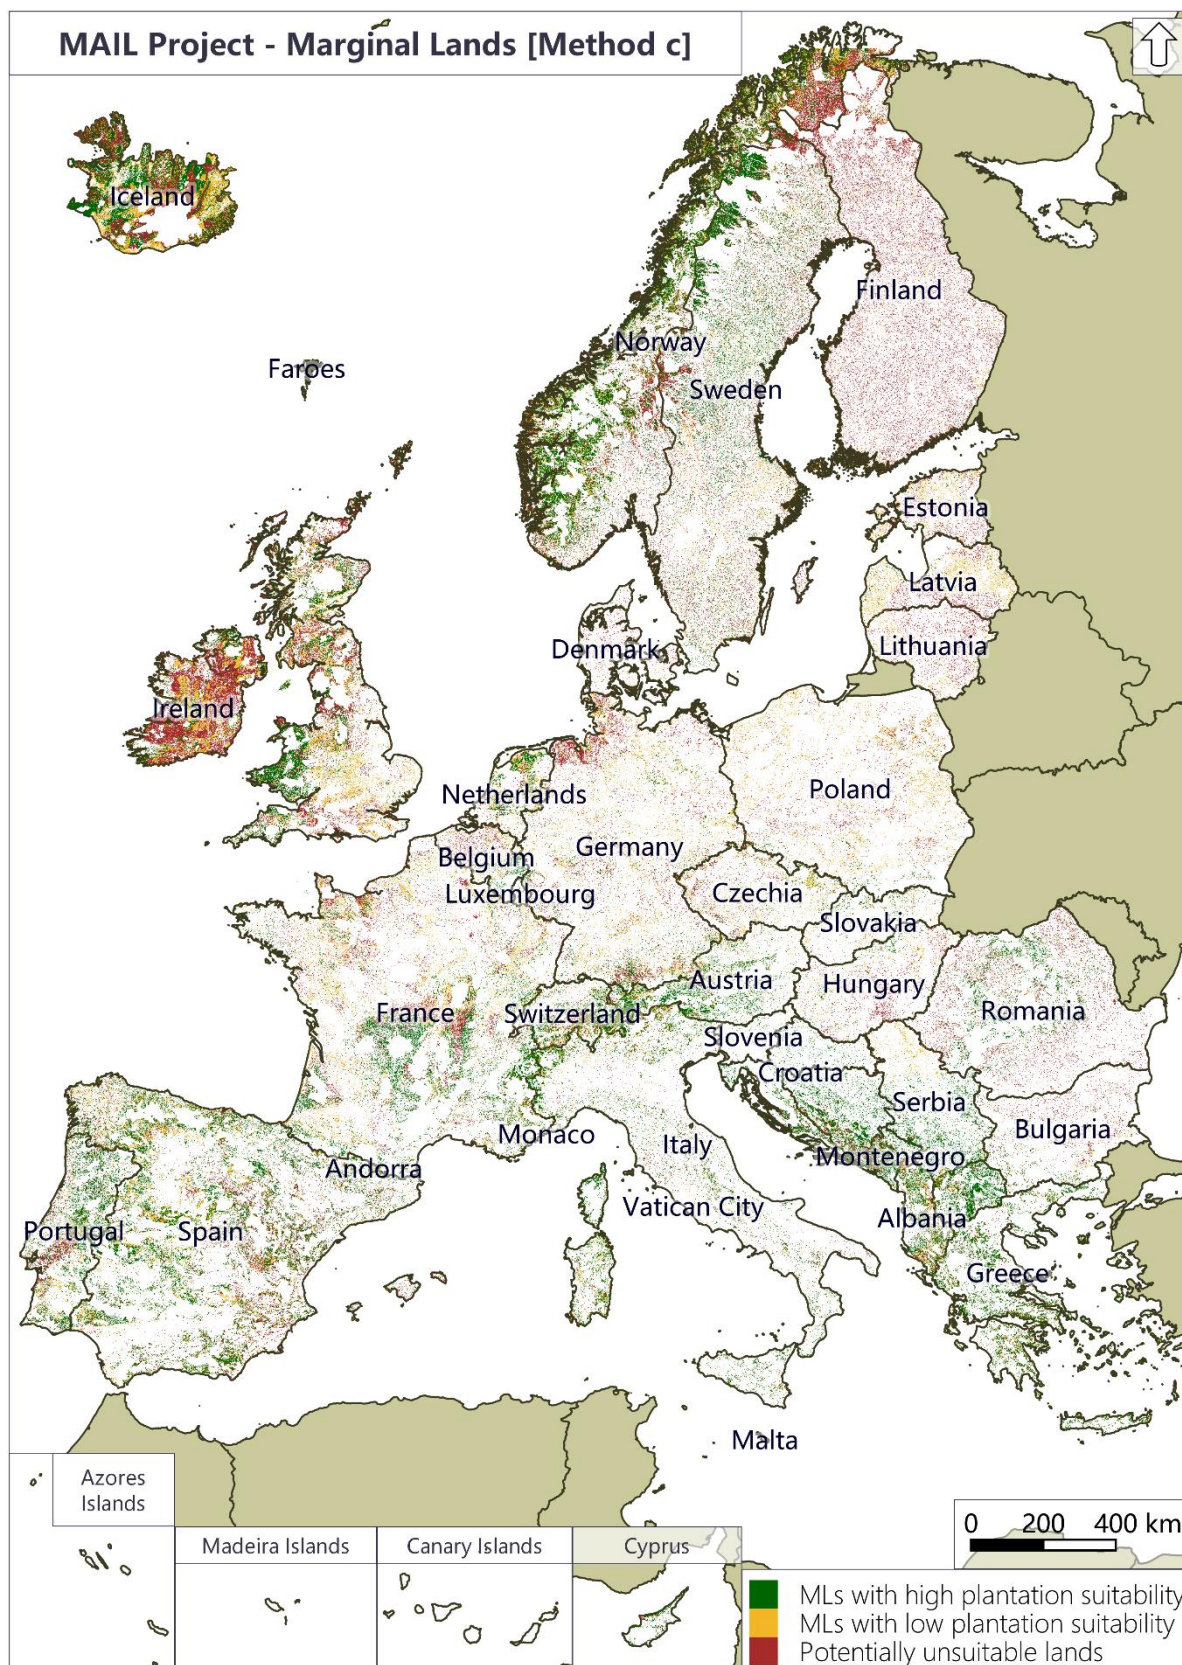 MAIL Project - Marginal Lands [Method c]
Iceland
Finland
Norway
Faroes
Sweden
Estonia
Latvia
Denmark
Lithuania
Ireland
Netherlands
Poland
Belgium
Germany
Luxembourg
Czechia
Slovakia
Austria
Hungary
France
Switzerland
Romania
Slovenia
Croatia
Serbia
Monaco
Italy
Bulgaria
Andorra
Montenegro
Vatican City
Portugal
Spain
Albania
Greece
Malta
Azores
Islands
0 200 400 km
Madeira Islands
Canary Islands
Cyprus
MLs with high plantation suitability
MLs with low plantation suitability
Potentially unsuitable lands